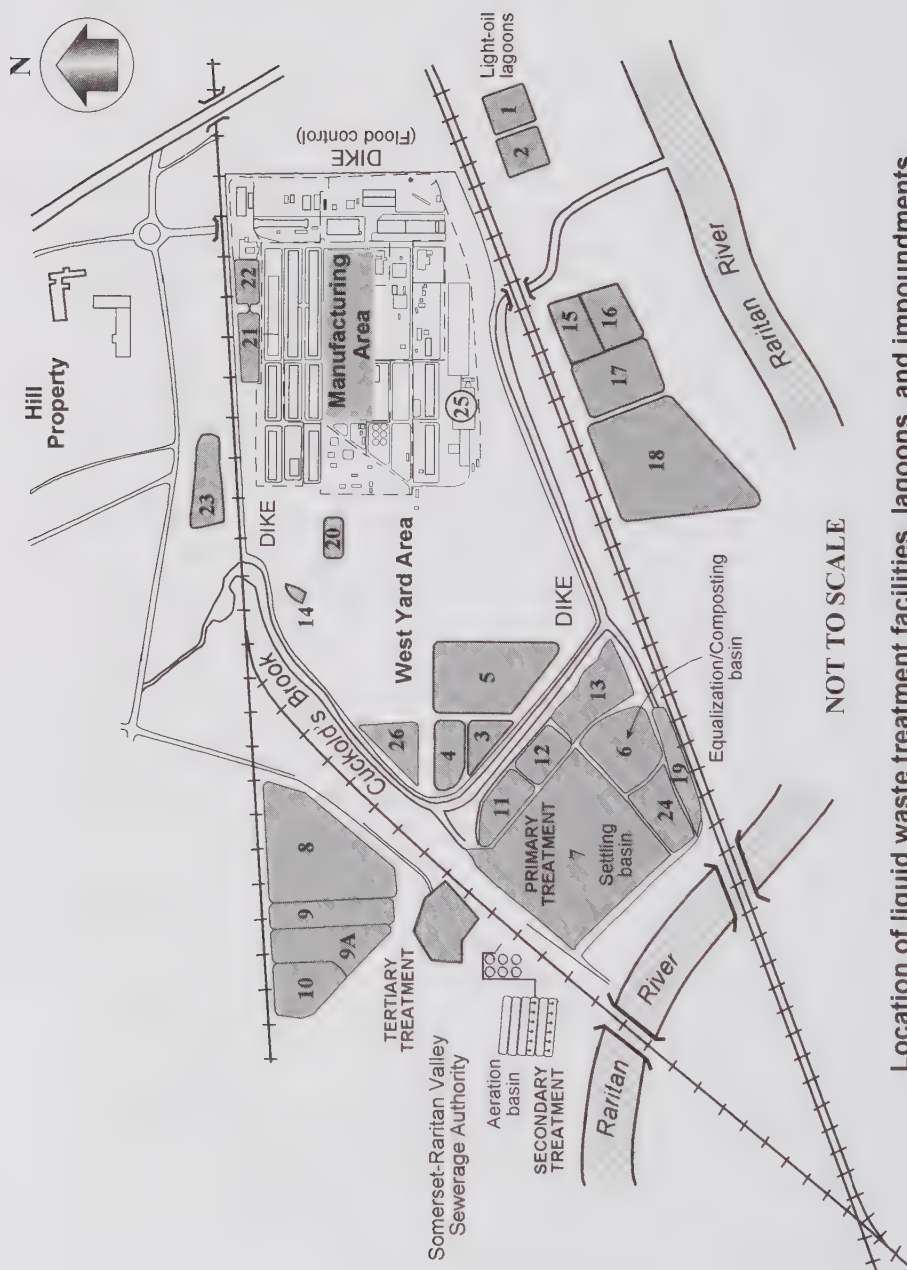 N
Hill
Property
22
21
23
DIKE
(Flood control)
Manufacturing
Area
25
Light-oil
lagoons
1
2
DIKE
20
14
West Yard Area
Cuckold's Brook
15
16
17
18
Raritan River
DIKE
5
26
4
3
8
9
9A
10
11
12
13
PRIMARY
TREATMENT
7
Settling
basin
6
24
19
Equalization/Composting
basin
TERTIARY
TREATMENT
Somerset-Raritan Valley
Sewerage Authority
Aeration
basin
SECONDARY
TREATMENT
Raritan
River
NOT TO SCALE
Location of liquid waste treatment facilities, lagoons, and impoundments